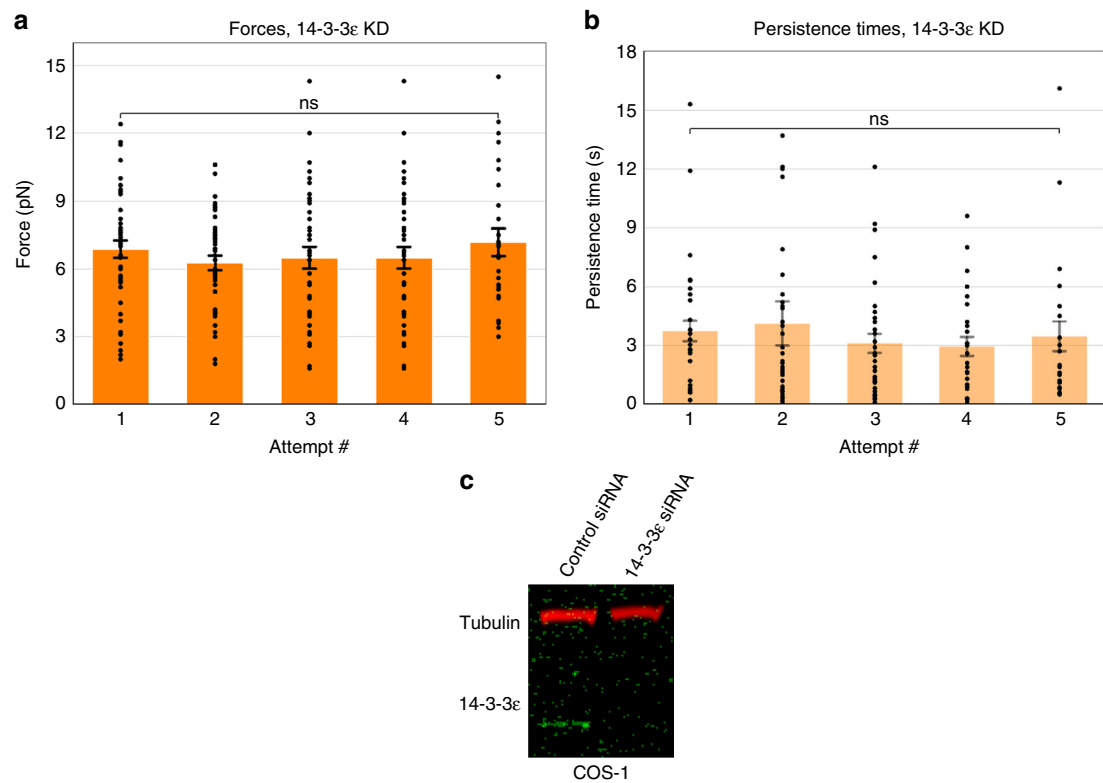 a
Forces, 14-3-3ε KD
15
12
9
6
3
0
Force (pN)
ns
1 2 3 4 5
Attempt #
b
Persistence times, 14-3-3ε KD
18
15
12
9
6
3
0
Persistence time (s)
ns
1 2 3 4 5
Attempt #
c
Control siRNA
14-3-3ε siRNA
Tubulin
14-3-3ε
COS-1